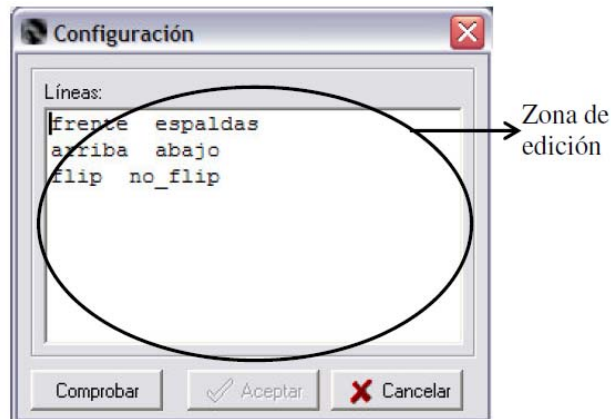 Configuración
Líneas:
frente espaldas
arriba abajo
flip no_flip
Zona de
edición
Comprobar
Aceptar
Cancelar